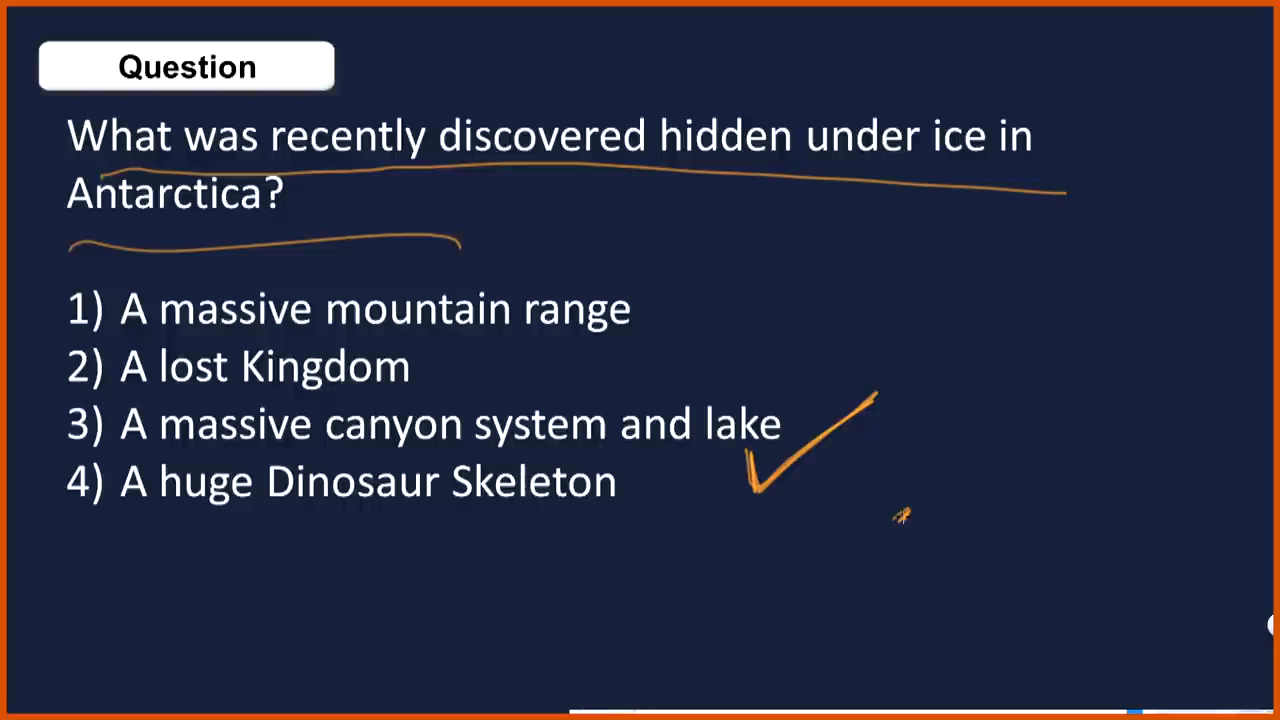 Question
What was recently discovered hidden under ice in
Antarctica?
1) A massive mountain range
2) A lost Kingdom
3) A massive canyon system and lake
4) A huge Dinosaur Skeleton